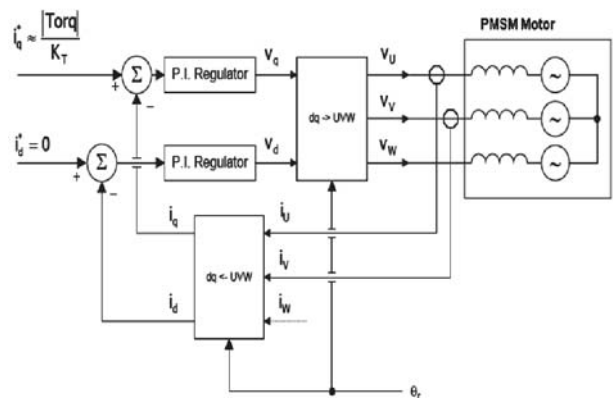 i*q ≈ |Torq| / KT
Σ
+
−
P.I. Regulator
Vq
i*d = 0
Σ
+
−
P.I. Regulator
Vd
dq -> UVW
VU
VV
VW
PMSM Motor
~
~
~
iq
id
dq <- UVW
iU
iV
iW
θr